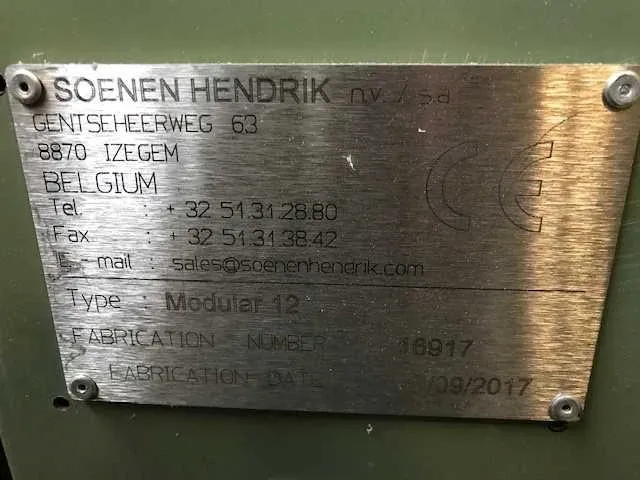 SOENEN HENDRIK n.v. / s.a
GENTSEHEERWEG 63
8870 IZEGEM
BELGIUM
Tel. : + 32 51.31.28.80
Fax : + 32 51.31.38.42
E-mail : sales@soenenhendrik.com
CE
Type : Modular 12
FABRICATION NUMBER 16917
FABRICATION DATE /09/2017